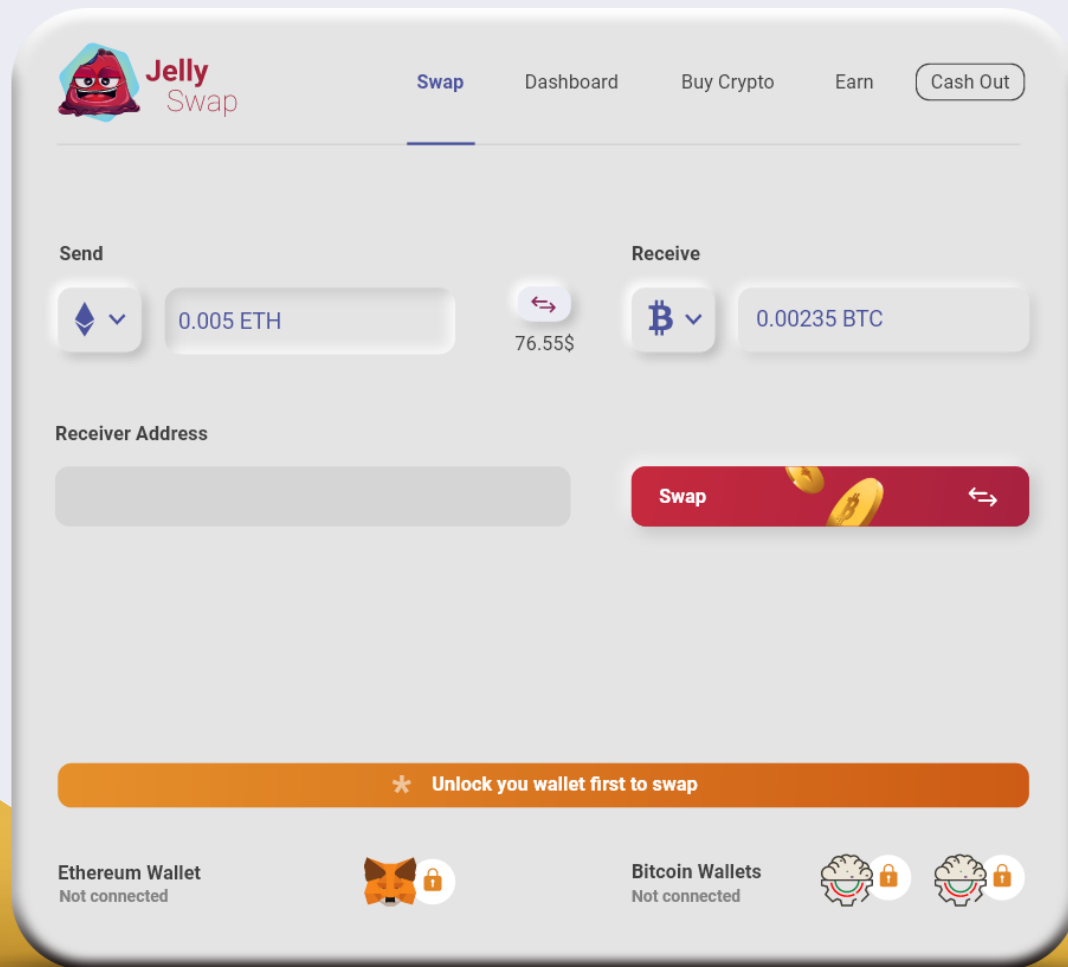 Jelly
Swap
Swap
Dashboard
Buy Crypto
Earn
Cash Out
Send
Receive
0.005 ETH
76.55$
0.00235 BTC
Receiver Address
Swap
* Unlock you wallet first to swap
Ethereum Wallet
Not connected
Bitcoin Wallets
Not connected